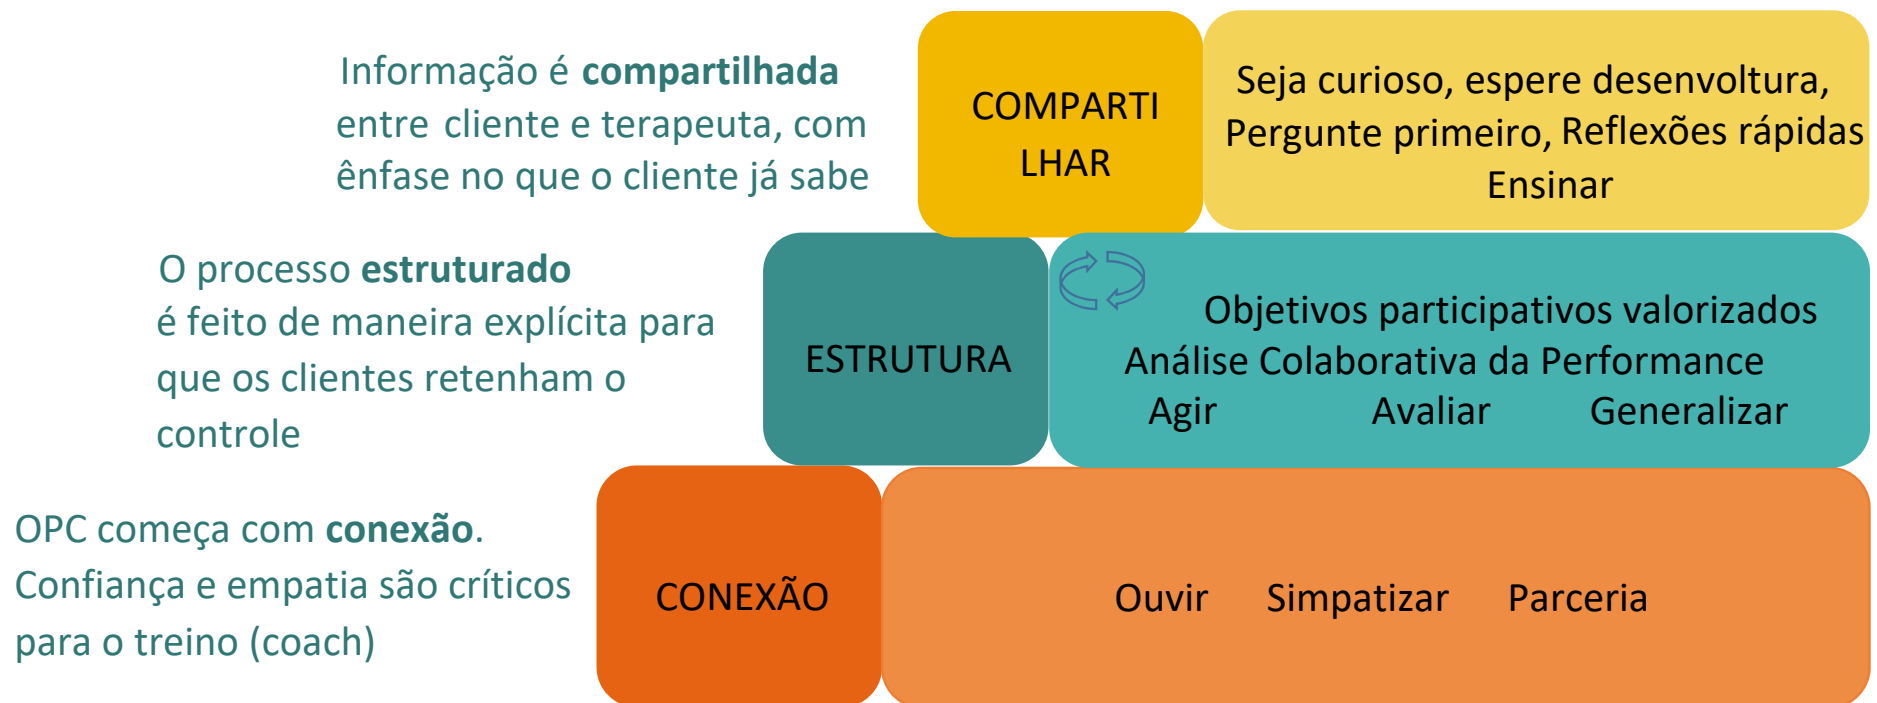 Informação é compartilhada
entre cliente e terapeuta, com
ênfase no que o cliente já sabe
COMPARTI
LHAR
Seja curioso, espere desenvoltura,
Pergunte primeiro, Reflexões rápidas
Ensinar
O processo estruturado
é feito de maneira explícita para
que os clientes retenham o
controle
ESTRUTURA
Objetivos participativos valorizados
Análise Colaborativa da Performance
Agir Avaliar Generalizar
OPC começa com conexão.
Confiança e empatia são críticos
para o treino (coach)
CONEXÃO
Ouvir Simpatizar Parceria